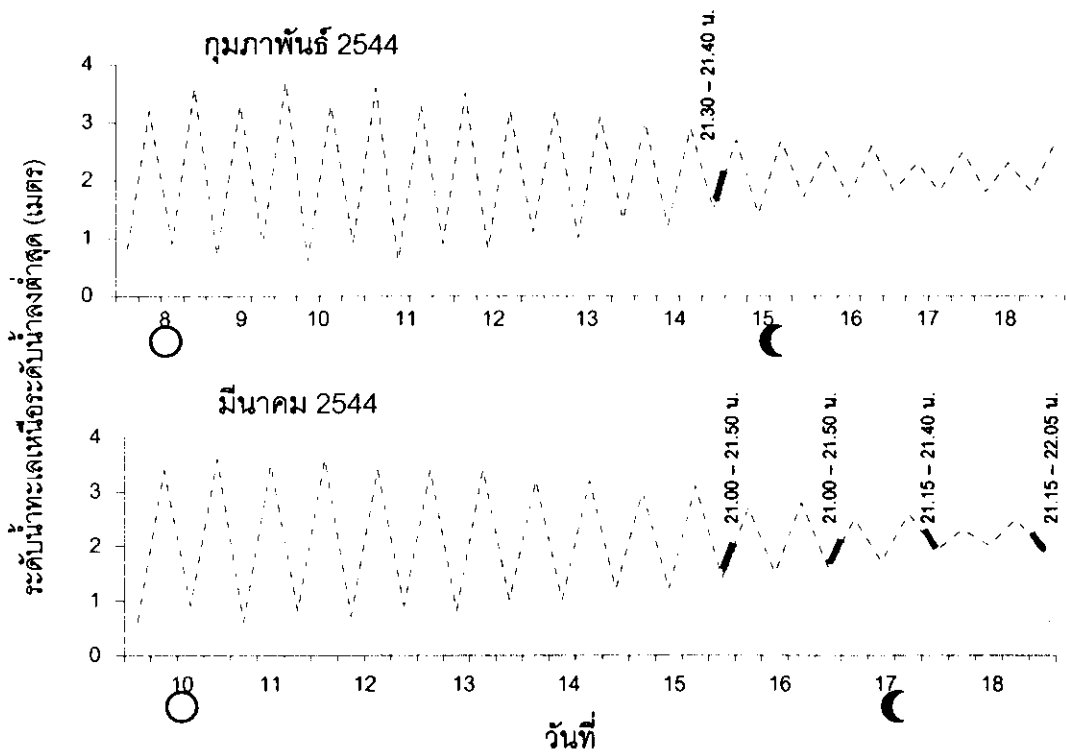 กุมภาพันธ์ 2544
21.30 – 21.40 น.
4
3
2
1
0
8 9 10 11 12 13 14 15 16 17 18
ระดับน้ำทะเลเหนือระดับน้ำลงต่ำสุด (เมตร)
มีนาคม 2544
21.00 – 21.50 น.
21.00 – 21.50 น.
21.15 – 21.40 น.
21.15 – 22.05 น.
4
3
2
1
0
10 11 12 13 14 15 16 17 18
วันที่